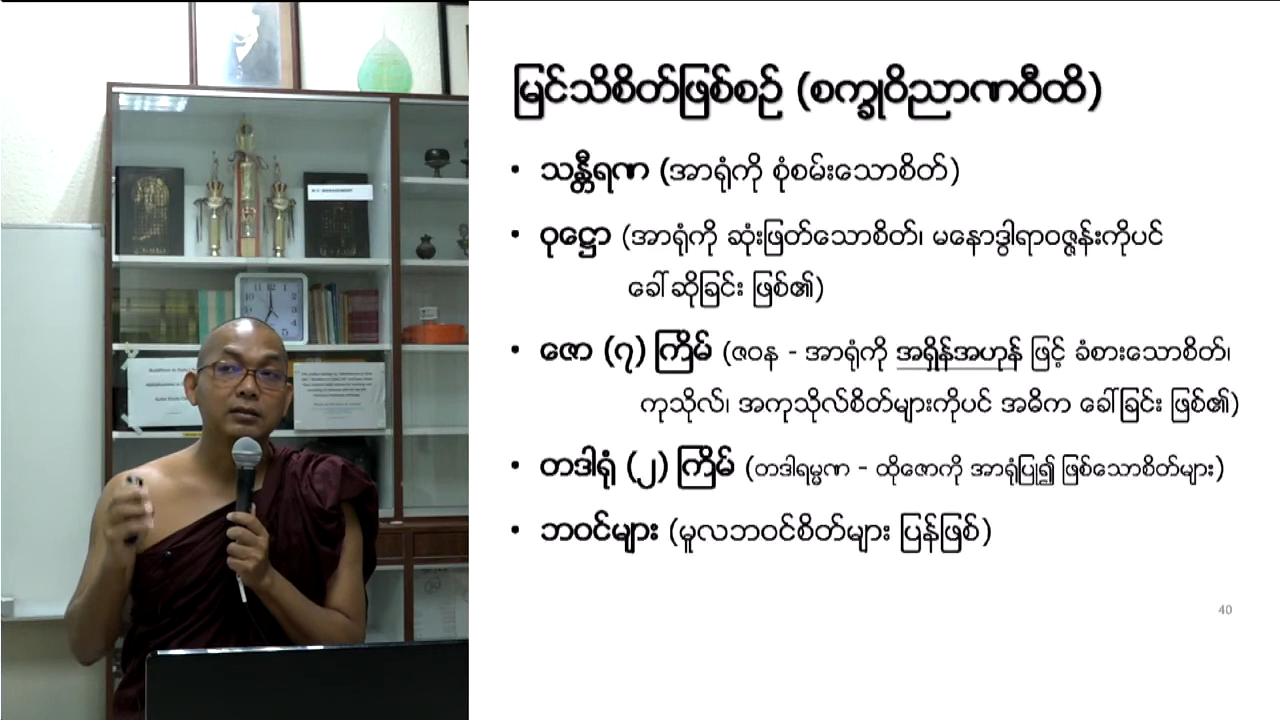 မြင်သိစိတ်ဖြစ်စဉ် (စက္ခုဝိညာဏဝီထိ)
• သန္တီရဏ (အာရုံကို စုံစမ်းသောစိတ်)
• ဝုဋ္ဌော (အာရုံကို ဆုံးဖြတ်သောစိတ်၊ မနောဒွါရာဝဇ္ဇန်းကိုပင်
ခေါ်ဆိုခြင်း ဖြစ်၏)
• ဇော (၇) ကြိမ် (ဇဝန - အာရုံကို အရှိန်အဟုန် ဖြင့် ခံစားသောစိတ်၊
ကုသိုလ်၊ အကုသိုလ်စိတ်များကိုပင် အဓိက ခေါ်ခြင်း ဖြစ်၏)
• တဒါရုံ (၂) ကြိမ် (တဒါရမ္မဏ - ထိုဇောကို အာရုံပြု၍ ဖြစ်သောစိတ်များ)
• ဘဝင်များ (မူလဘဝင်စိတ်များ ပြန်ဖြစ်)
40